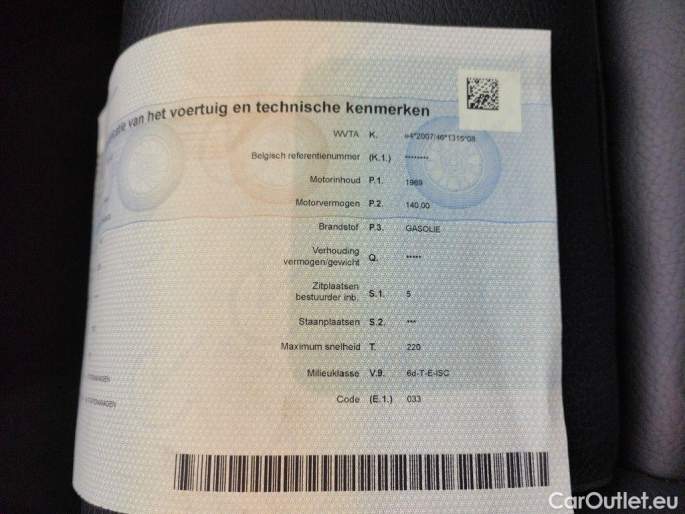 van het voertuig en technische kenmerken
WVTA K. e4*2007/46*1315*08
Belgisch referentienummer (K.1.) ********
Motorinhoud P.1. 1969
Motorvermogen P.2. 140.00
Brandstof P.3. GASOLIE
Verhouding
vermogen/gewicht Q. *****
Zitplaatsen
bestuurder inb. S.1. 5
Staanplaatsen S.2. ***
Maximum snelheid T. 220
Milieuklasse V.9. 6d-T-E-ISC
Code (E.1.) 033
CarOutlet.eu